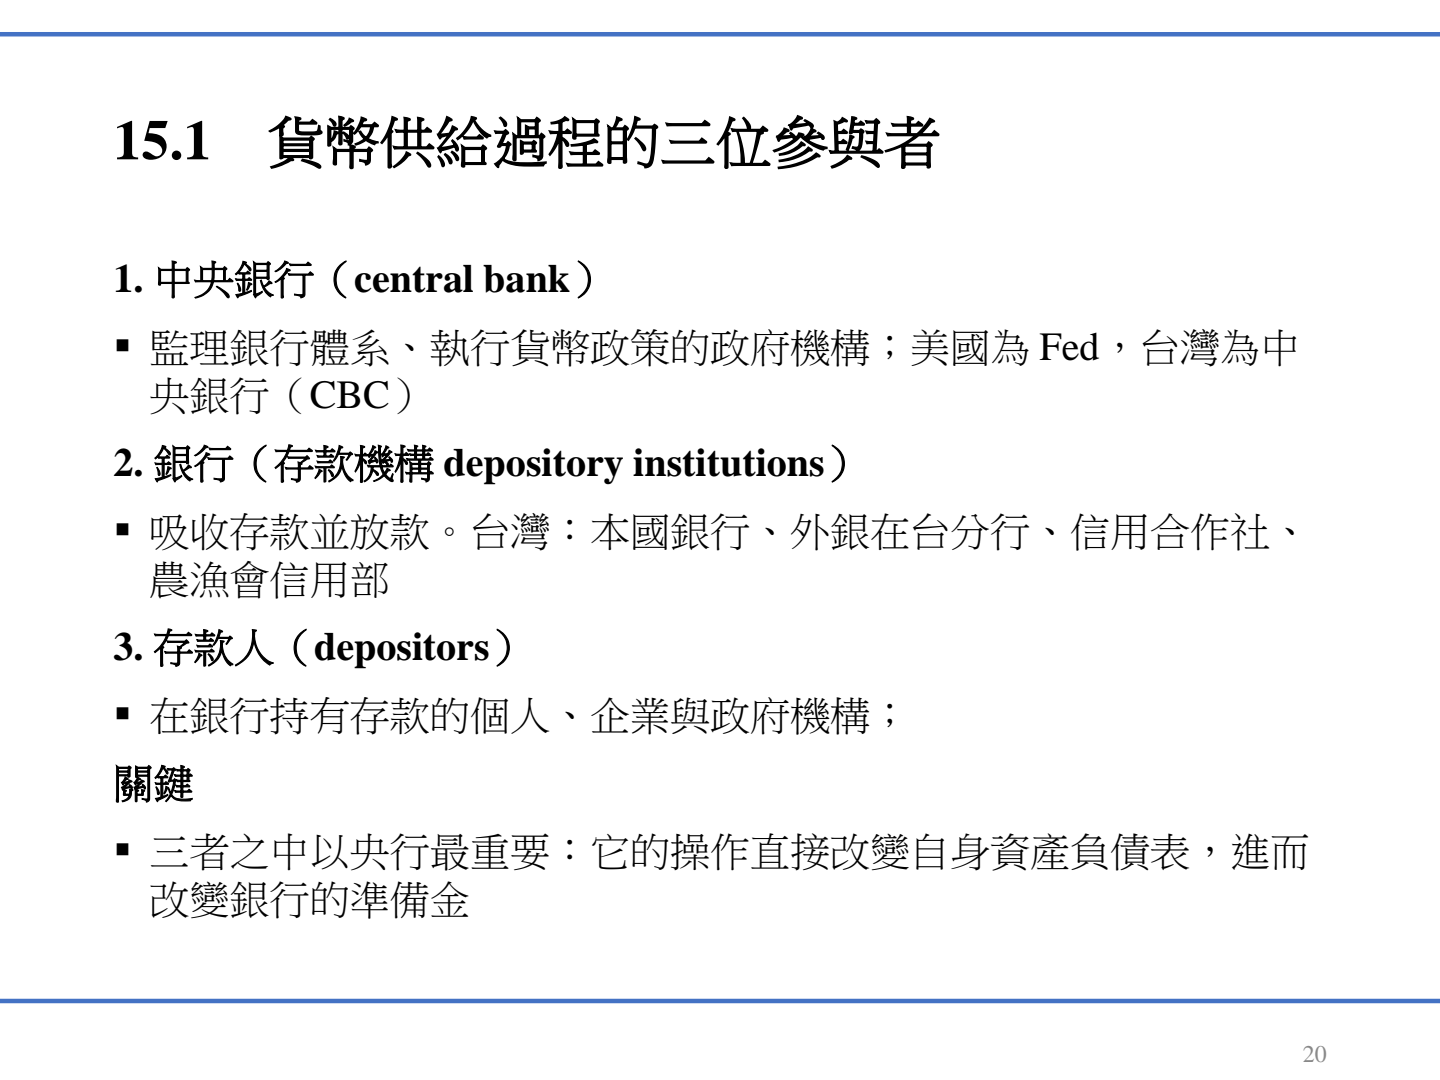 15.1　貨幣供給過程的三位參與者
1. 中央銀行（central bank）
▪ 監理銀行體系、執行貨幣政策的政府機構；美國為 Fed，台灣為中
央銀行（CBC）
2. 銀行（存款機構 depository institutions）
▪ 吸收存款並放款。台灣：本國銀行、外銀在台分行、信用合作社、
農漁會信用部
3. 存款人（depositors）
▪ 在銀行持有存款的個人、企業與政府機構；
關鍵
▪ 三者之中以央行最重要：它的操作直接改變自身資產負債表，進而
改變銀行的準備金
20